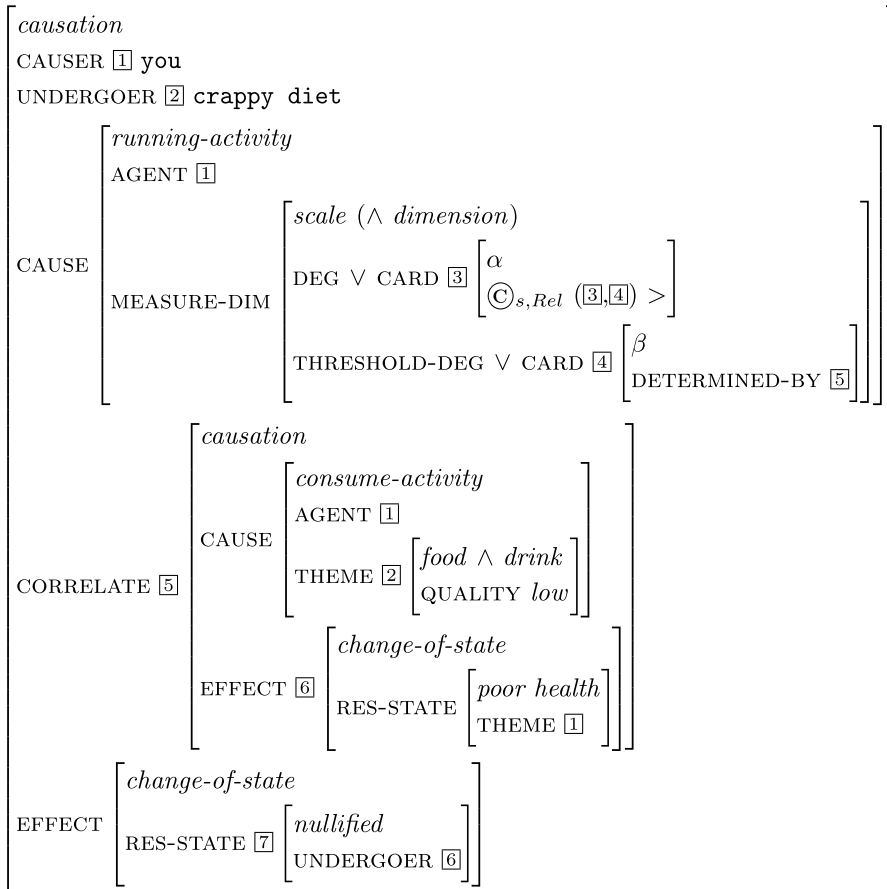 causation
CAUSER 1 you
UNDERGOER 2 crappy diet
running-activity
AGENT 1
CAUSE
scale (∧ dimension)
MEASURE-DIM
DEG ∨ CARD 3
α
Ⓒs,Rel (3,4) >
THRESHOLD-DEG ∨ CARD 4
β
DETERMINED-BY 5
CORRELATE 5
causation
CAUSE
consume-activity
AGENT 1
THEME 2
food ∧ drink
QUALITY low
EFFECT 6
change-of-state
RES-STATE
poor health
THEME 1
EFFECT
change-of-state
RES-STATE 7
nullified
UNDERGOER 6